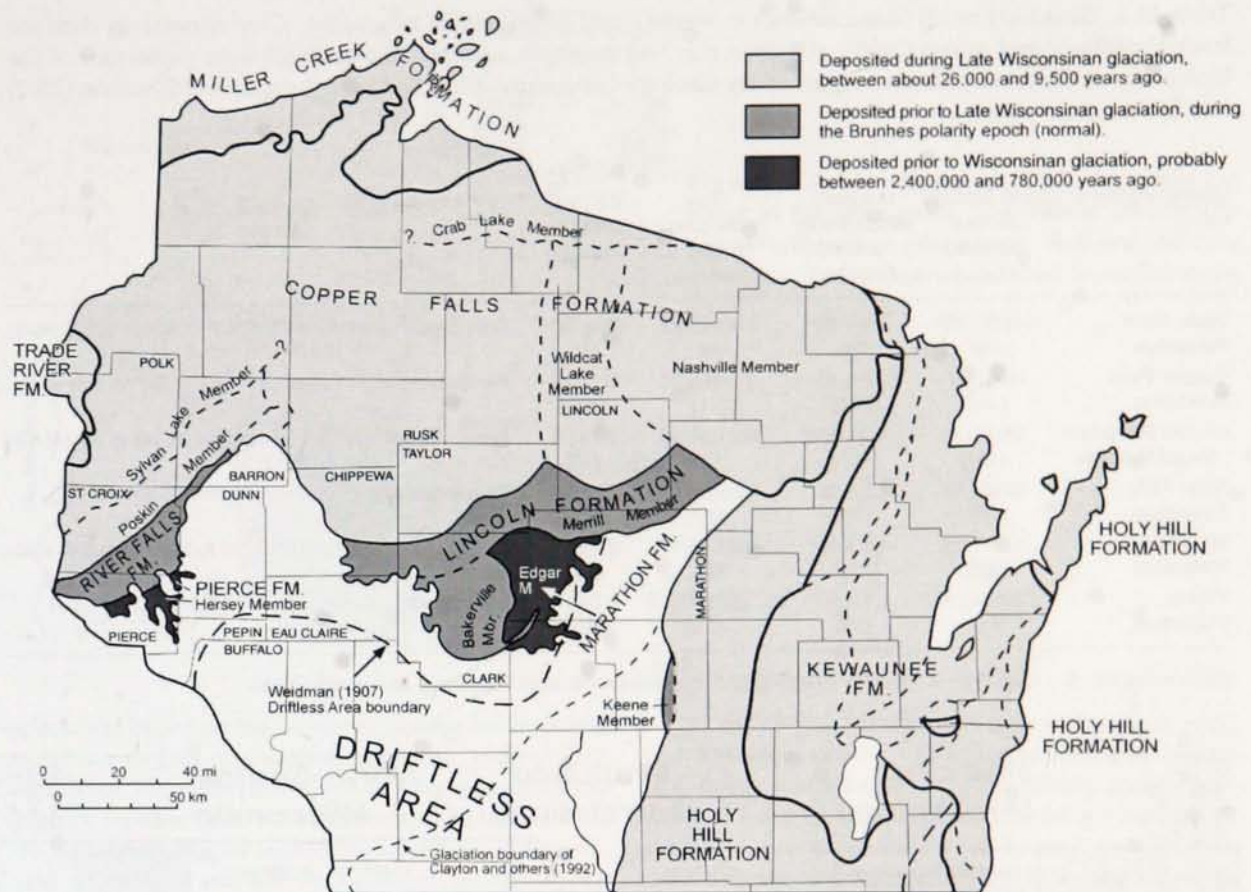 MILLER CREEK FORMATION
Deposited during Late Wisconsinan glaciation,
between about 26,000 and 9,500 years ago.
Deposited prior to Late Wisconsinan glaciation, during
the Brunhes polarity epoch (normal).
Deposited prior to Wisconsinan glaciation, probably
between 2,400,000 and 780,000 years ago.
? Crab Lake Member
COPPER FALLS FORMATION
TRADE
RIVER
FM.
POLK
Sylvan Lake Member ?
Wildcat
Lake
Member
Nashville Member
LINCOLN
RUSK
TAYLOR
BARRON
DUNN
CHIPPEWA
ST CROIX
Poskin Member
LINCOLN FORMATION
Merrill Member
RIVER FALLS
FM.
HOLY HILL
FORMATION
PIERCE FM.
Hersey Member
Edgar
M
MARATHON FM.
MARATHON
Bakerville
Mbr.
PIERCE
PEPIN
BUFFALO
EAU CLAIRE
CLARK
KEWAUNEE
FM.
Weidman (1907)
Driftless Area boundary
Keene
Member
HOLY HILL
FORMATION
0 20 40 mi
0 50 km
DRIFTLESS
AREA
HOLY HILL
FORMATION
Glaciation boundary of
Clayton and others (1992)